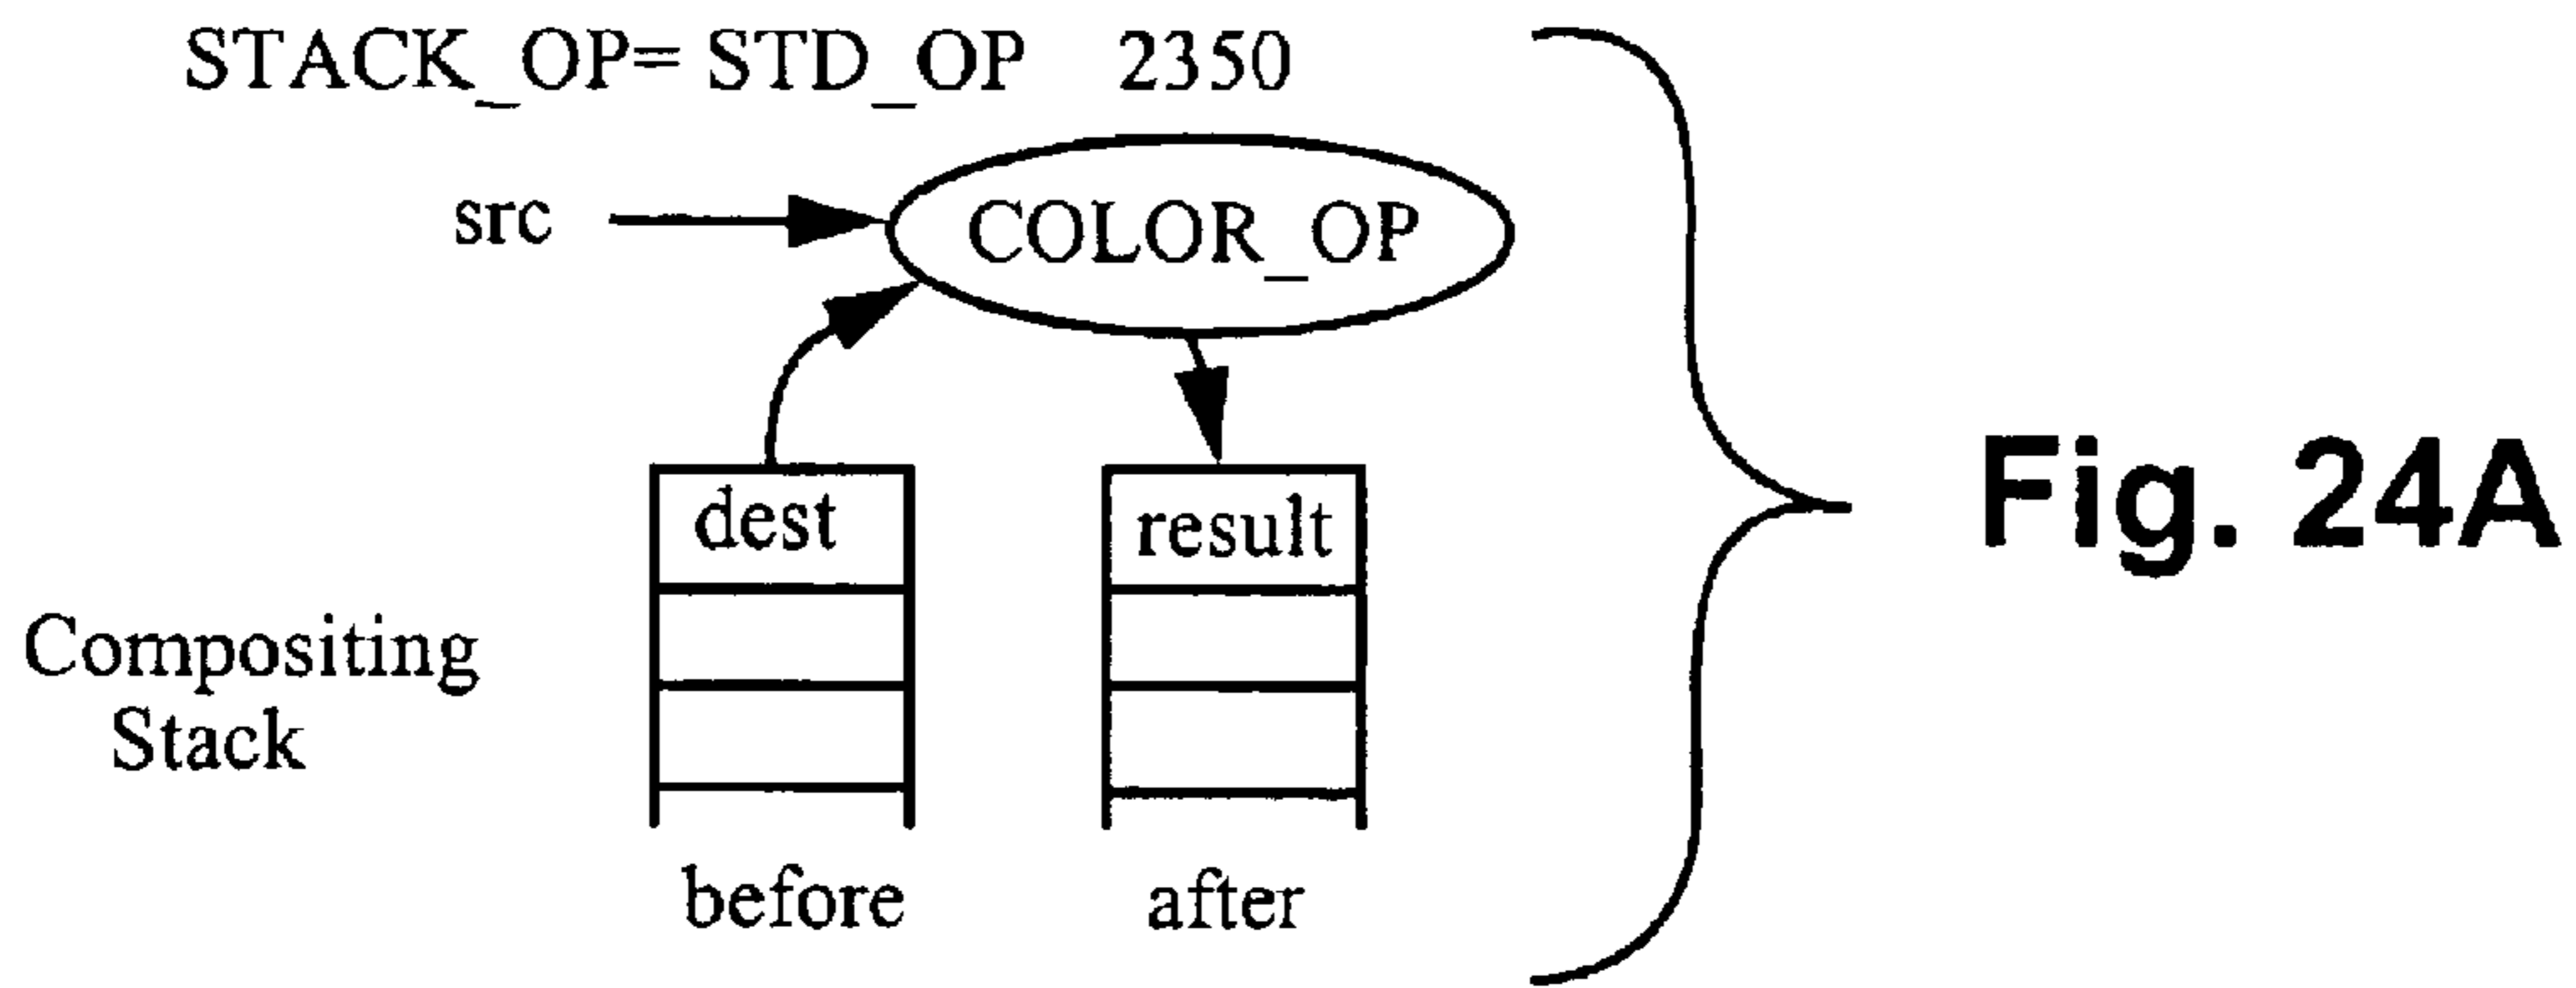 STACK_OP= STD_OP 2350
src
COLOR_OP
dest
result
Compositing
Stack
before
after
Fig. 24A